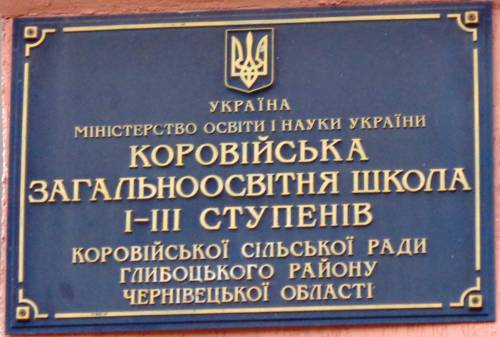 УКРАЇНА
МІНІСТЕРСТВО ОСВІТИ І НАУКИ УКРАЇНИ
КОРОВІЙСЬКА
ЗАГАЛЬНООСВІТНЯ ШКОЛА
І–ІІІ СТУПЕНІВ
КОРОВІЙСЬКОЇ СІЛЬСЬКОЇ РАДИ
ГЛИБОЦЬКОГО РАЙОНУ
ЧЕРНІВЕЦЬКОЇ ОБЛАСТІ